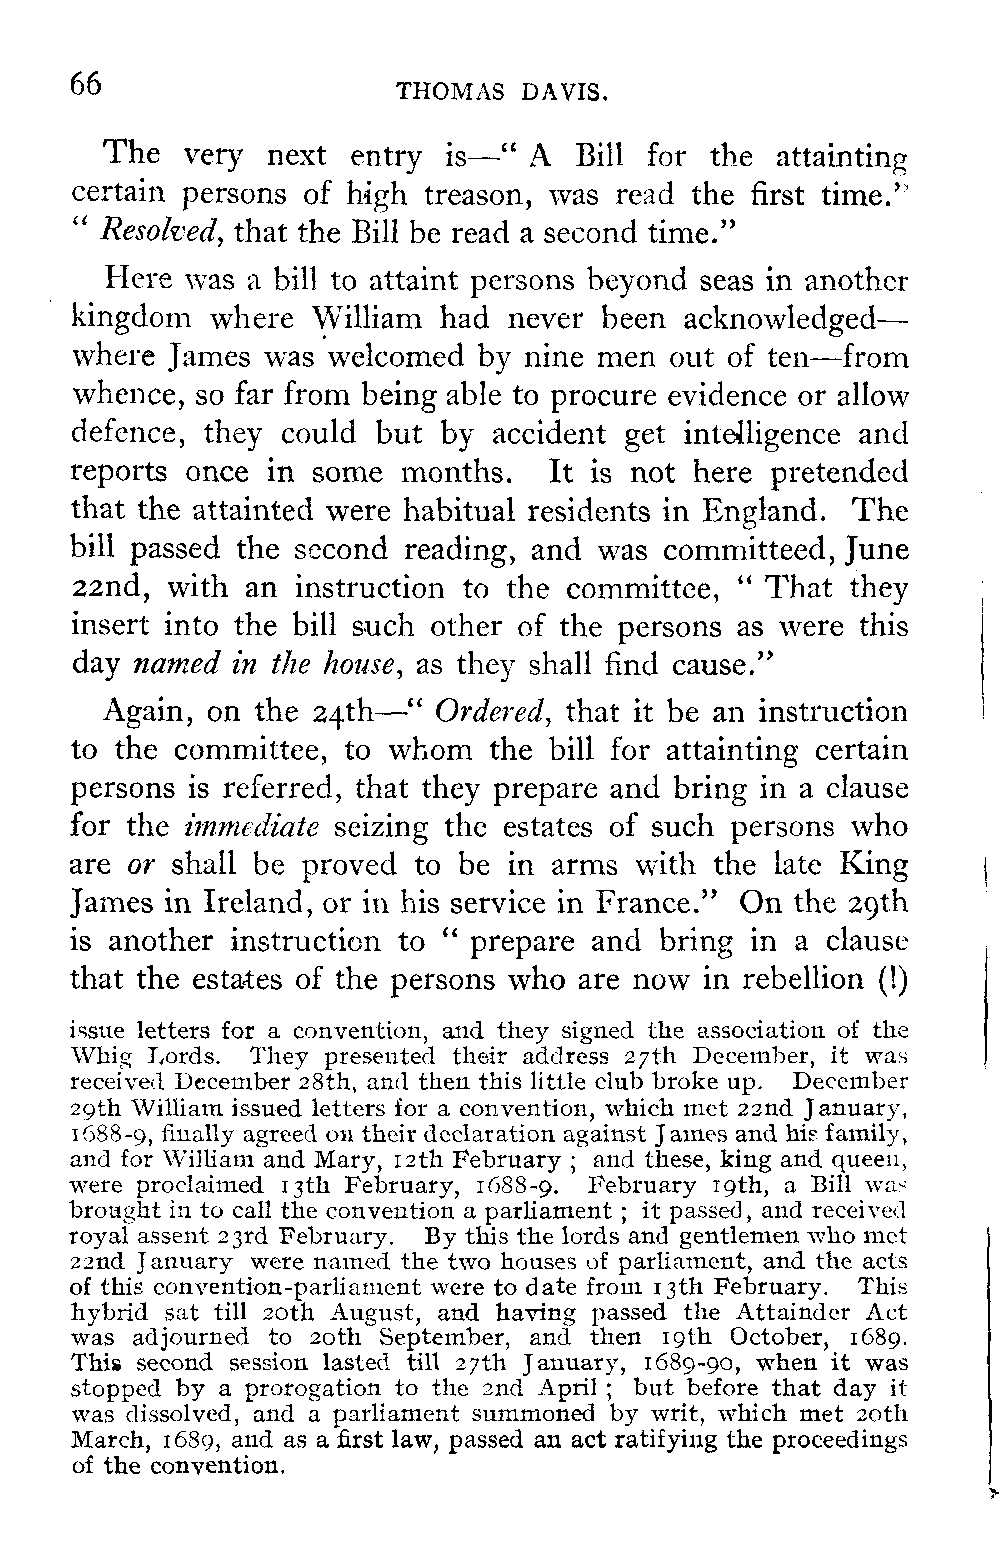 66
THOMAS DAVIS.
The very next entry is—“ A Bill for the attainting
certain persons of high treason, was read the first time.”
“ Resolved, that the Bill be read a second time.”
Here was a bill to attaint persons beyond seas in another
kingdom where William had never been acknowledged—
where James was welcomed by nine men out of ten—from
whence, so far from being able to procure evidence or allow
defence, they could but by accident get intelligence and
reports once in some months. It is not here pretended
that the attainted were habitual residents in England. The
bill passed the second reading, and was committeed, June
22nd, with an instruction to the committee, “ That they
insert into the bill such other of the persons as were this
day named in the house, as they shall find cause.”
Again, on the 24th—“ Ordered, that it be an instruction
to the committee, to whom the bill for attainting certain
persons is referred, that they prepare and bring in a clause
for the immediate seizing the estates of such persons who
are or shall be proved to be in arms with the late King
James in Ireland, or in his service in France.” On the 29th
is another instruction to “ prepare and bring in a clause
that the estates of the persons who are now in rebellion (!)
issue letters for a convention, and they signed the association of the
Whig Lords. They presented their address 27th December, it was
received December 28th, and then this little club broke up. December
29th William issued letters for a convention, which met 22nd January,
1688-9, finally agreed on their declaration against James and his family,
and for William and Mary, 12th February ; and these, king and queen,
were proclaimed 13th February, 1688-9. February 19th, a Bill was
brought in to call the convention a parliament ; it passed, and received
royal assent 23rd February. By this the lords and gentlemen who met
22nd January were named the two houses of parliament, and the acts
of this convention-parliament were to date from 13th February. This
hybrid sat till 20th August, and having passed the Attainder Act
was adjourned to 20th September, and then 19th October, 1689.
This second session lasted till 27th January, 1689-90, when it was
stopped by a prorogation to the 2nd April ; but before that day it
was dissolved, and a parliament summoned by writ, which met 20th
March, 1689, and as a first law, passed an act ratifying the proceedings
of the convention.